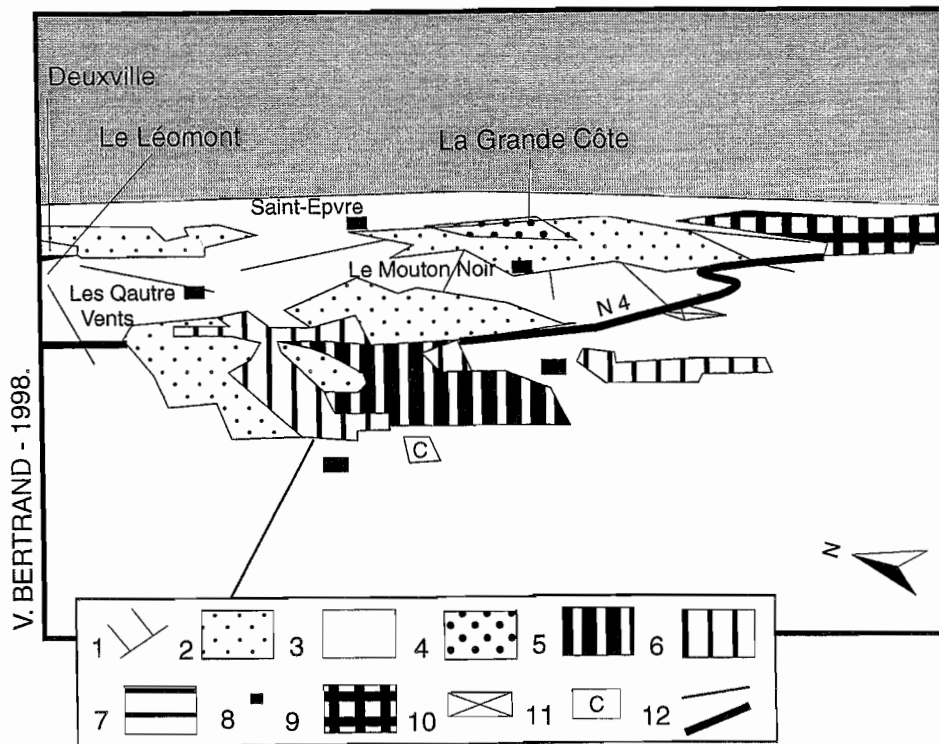 Deuxville
Le Léomont
La Grande Côte
Saint-Epvre
Le Mouton Noir
Les Qautre
Vents
N 4
C
N
V. BERTRAND - 1998.
1 2 3 4 5 6
7 8 9 10 11 C 12